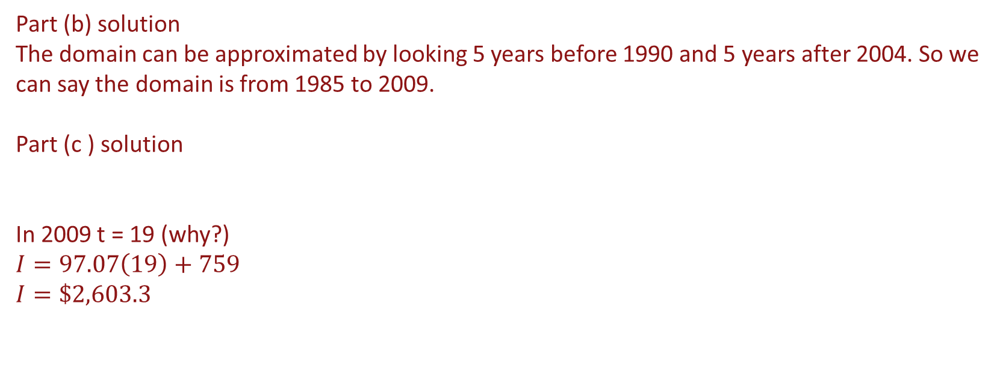 Part (b) solution
The domain can be approximated by looking 5 years before 1990 and 5 years after 2004. So we
can say the domain is from 1985 to 2009.
Part (c ) solution
In 2009 t = 19 (why?)
𝐼 = 97.07(19) + 759
𝐼 = $2,603.3